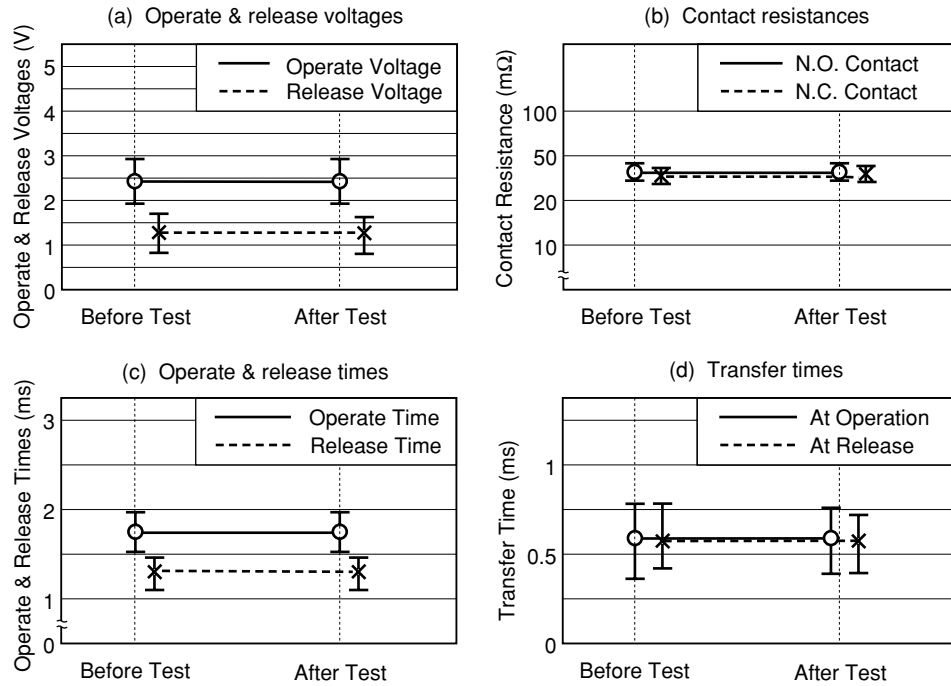 (a) Operate & release voltages
Operate & Release Voltages (V)
5
4
3
2
1
0
Operate Voltage
Release Voltage
Before Test
After Test
(b) Contact resistances
Contact Resistance (mΩ)
100
50
20
10
N.O. Contact
N.C. Contact
Before Test
After Test
(c) Operate & release times
Operate & Release Times (ms)
3
2
1
0
Operate Time
Release Time
Before Test
After Test
(d) Transfer times
Transfer Time (ms)
1
0.5
0
At Operation
At Release
Before Test
After Test